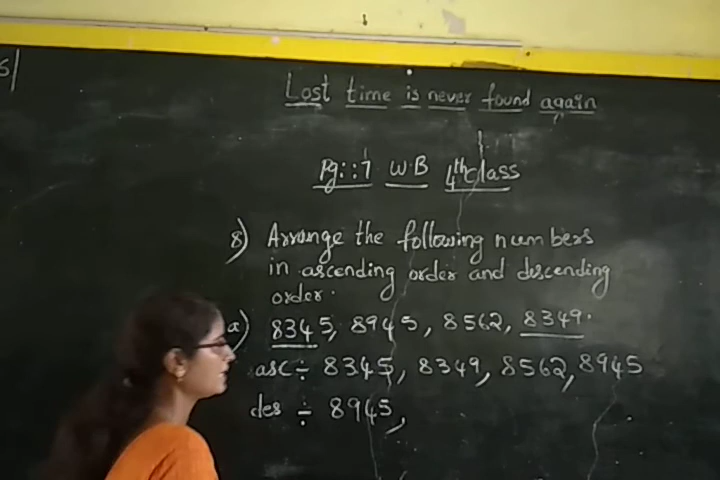 Lost time is never found again
Pg::7 W.B 4th class
8) Arrange the following numbers
in ascending order and descending
order.
a) 8345, 8945, 8562, 8349.
asc ÷ 8345, 8349, 8562, 8945
des ÷ 8945,